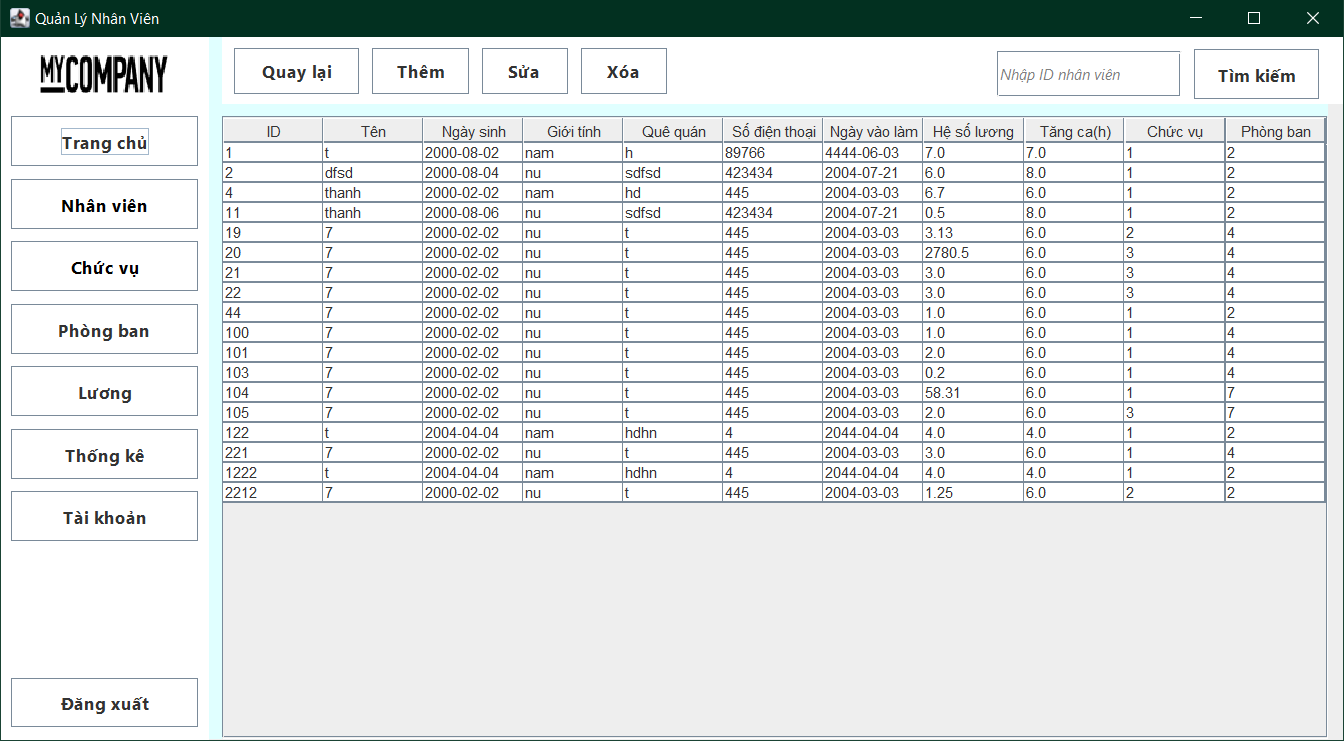 Quản Lý Nhân Viên
MYCOMPANY
Quay lại Thêm Sửa Xóa Nhập ID nhân viên Tìm kiếm
Trang chủ
Nhân viên
Chức vụ
Phòng ban
Lương
Thống kê
Tài khoản
Đăng xuất
ID Tên Ngày sinh Giới tính Quê quán Số điện thoại Ngày vào làm Hệ số lương Tăng ca(h) Chức vụ Phòng ban
1 t 2000-08-02 nam h 89766 4444-06-03 7.0 7.0 1 2
2 dfsd 2000-08-04 nu sdfsd 423434 2004-07-21 6.0 8.0 1 2
4 thanh 2000-02-02 nam hd 445 2004-03-03 6.7 6.0 1 2
11 thanh 2000-08-06 nu sdfsd 423434 2004-07-21 0.5 8.0 1 2
19 7 2000-02-02 nu t 445 2004-03-03 3.13 6.0 2 4
20 7 2000-02-02 nu t 445 2004-03-03 2780.5 6.0 3 4
21 7 2000-02-02 nu t 445 2004-03-03 3.0 6.0 3 4
22 7 2000-02-02 nu t 445 2004-03-03 3.0 6.0 3 4
44 7 2000-02-02 nu t 445 2004-03-03 1.0 6.0 1 2
100 7 2000-02-02 nu t 445 2004-03-03 1.0 6.0 1 4
101 7 2000-02-02 nu t 445 2004-03-03 2.0 6.0 1 4
103 7 2000-02-02 nu t 445 2004-03-03 0.2 6.0 1 4
104 7 2000-02-02 nu t 445 2004-03-03 58.31 6.0 1 7
105 7 2000-02-02 nu t 445 2004-03-03 2.0 6.0 3 7
122 t 2004-04-04 nam hdhn 4 2044-04-04 4.0 4.0 1 2
221 7 2000-02-02 nu t 445 2004-03-03 3.0 6.0 1 4
1222 t 2004-04-04 nam hdhn 4 2044-04-04 4.0 4.0 1 2
2212 7 2000-02-02 nu t 445 2004-03-03 1.25 6.0 2 2